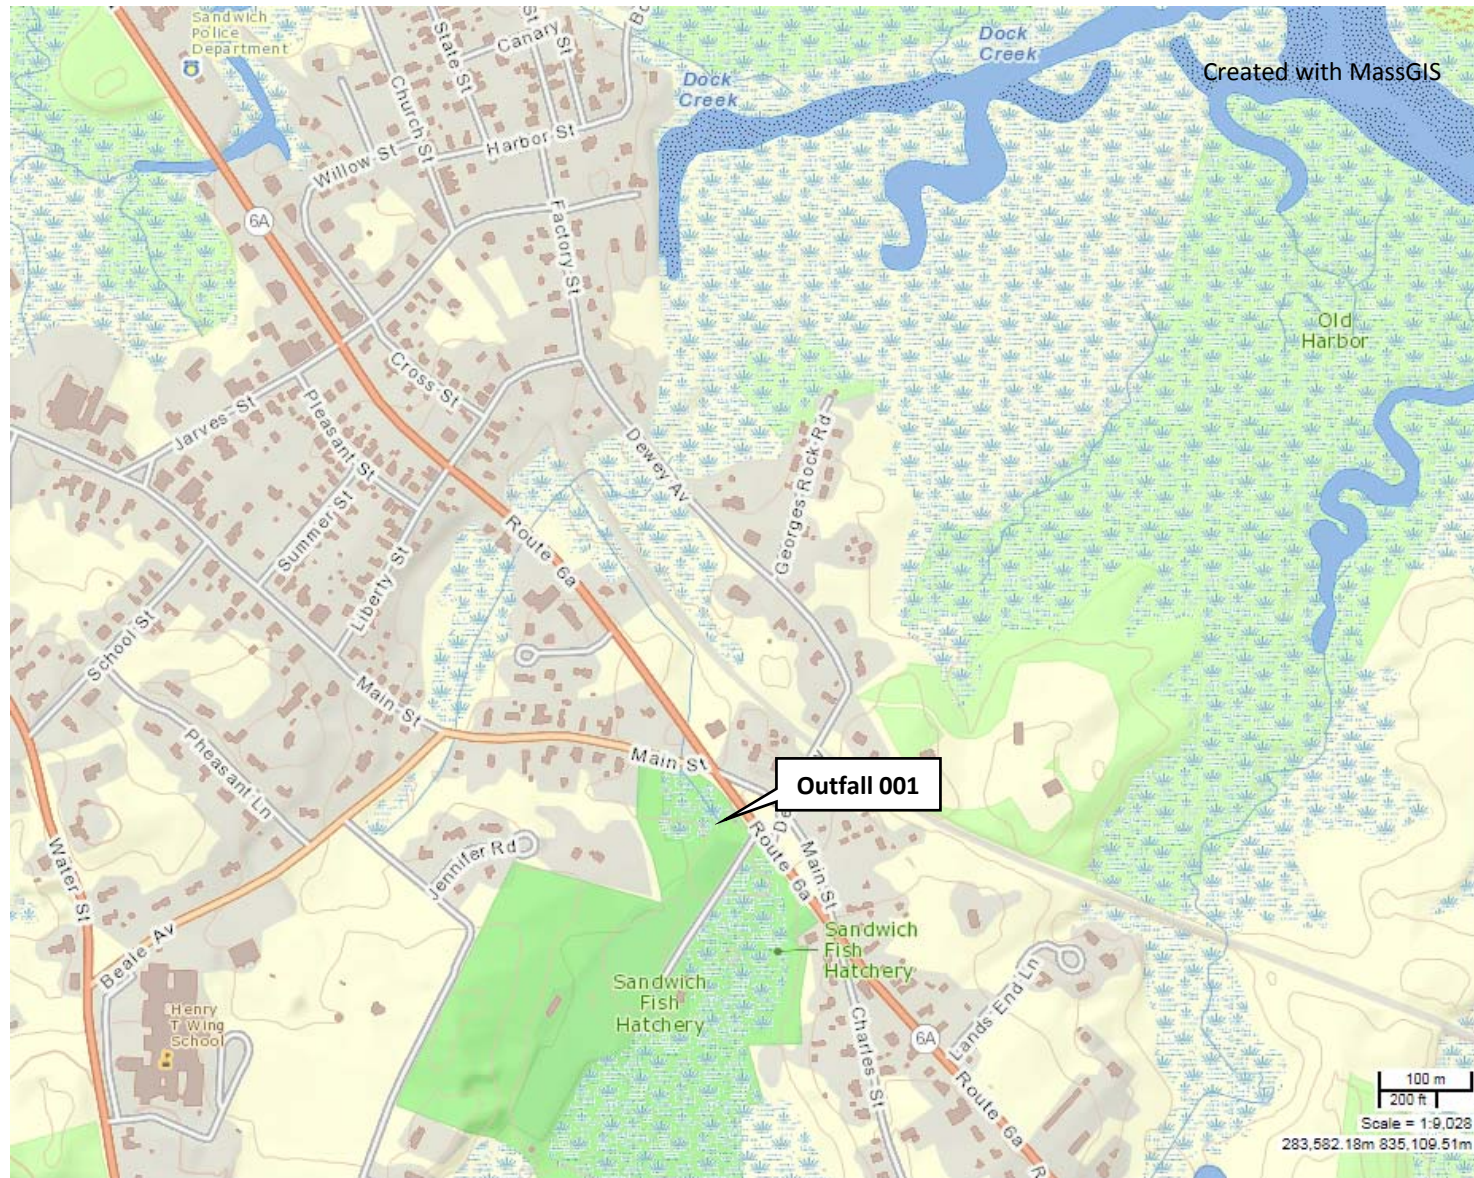 Sandwich
Police
Department
St
State St
Canary St
Church St
Dock
Creek
Dock
Creek
Created with MassGIS
Harbor St
Willow St
6A
Factory St
Old
Harbor
Cross St
Jarves St
Pleasant St
Dewey Av
Georges Rock Rd
Summer St
Route 6a
Liberty St
School St
Main St
Pheasant Ln
Main St
Outfall 001
Route 6a
Main St
Water St
Jennifer Rd
Beale Av
Sandwich
Fish
Hatchery
Sandwich
Fish
Hatchery
Henry
T Wing
School
Charles St
6A
Lands End Ln
Route 6a
100 m
200 ft
Scale = 1:9,028
283,582.18m 835,109.51m